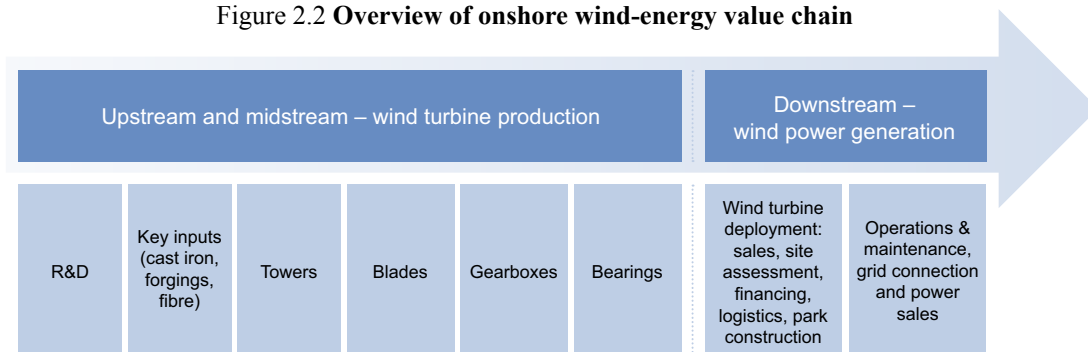 Figure 2.2 Overview of onshore wind-energy value chain
Upstream and midstream – wind turbine production
Downstream –
wind power generation
R&D
Key inputs
(cast iron,
forgings,
fibre)
Towers
Blades
Gearboxes
Bearings
Wind turbine
deployment:
sales, site
assessment,
financing,
logistics, park
construction
Operations &
maintenance,
grid connection
and power
sales